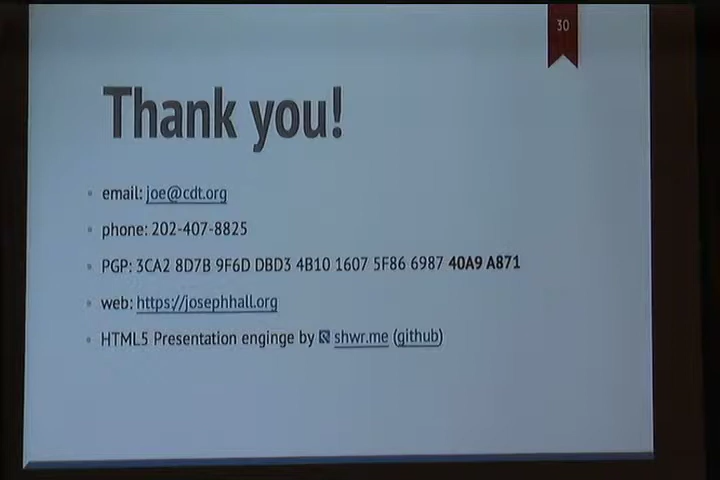 30
Thank you!
email: joe@cdt.org
phone: 202-407-8825
PGP: 3CA2 8D7B 9F6D DBD3 4B10 1607 5F86 6987 40A9 A871
web: https://josephhall.org
HTML5 Presentation enginge by shwr.me (github)